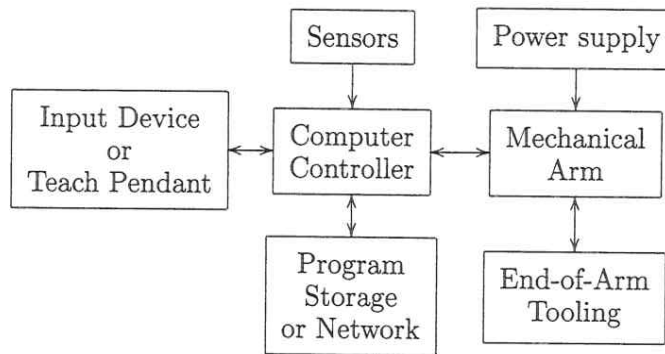 Sensors
Power supply
Input Device
or
Teach Pendant
Computer
Controller
Mechanical
Arm
Program
Storage
or Network
End-of-Arm
Tooling